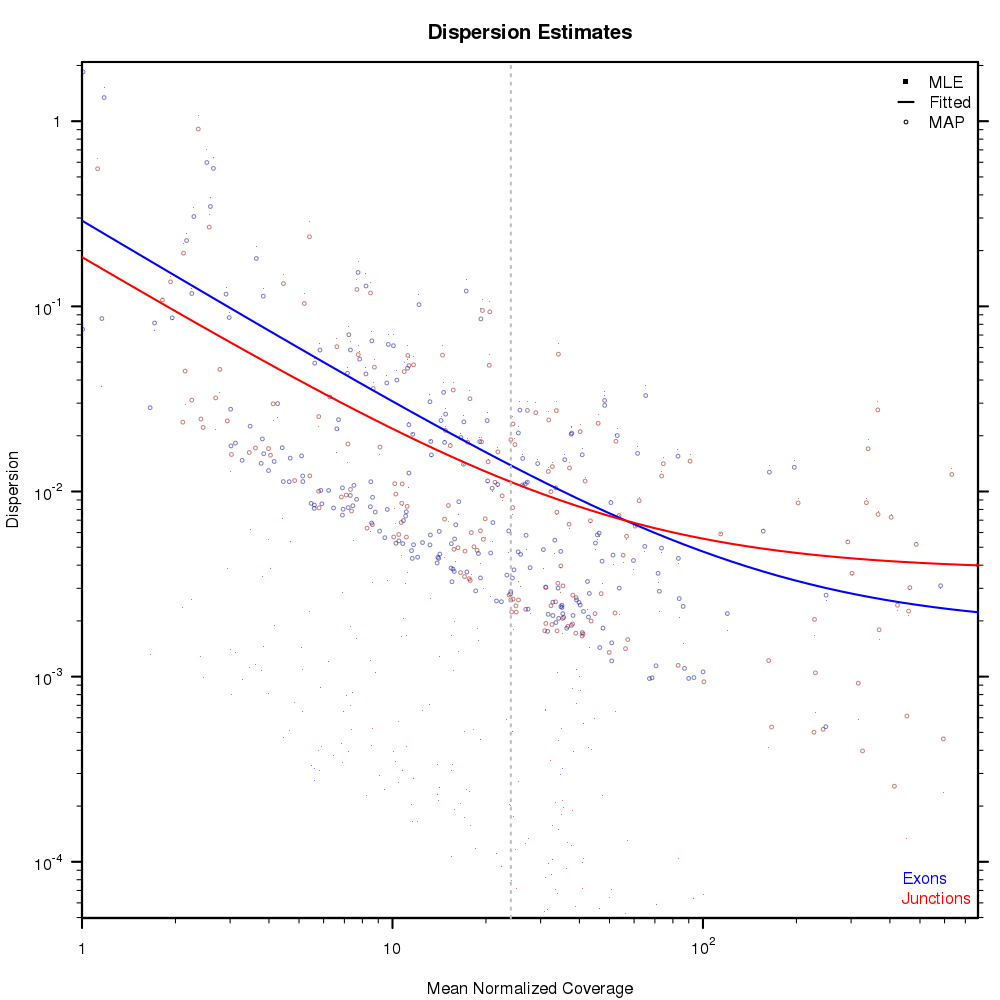 Dispersion Estimates
MLE
Fitted
MAP
1
10^-1
10^-2
10^-3
10^-4
Dispersion
Exons
Junctions
1
10
10^2
Mean Normalized Coverage